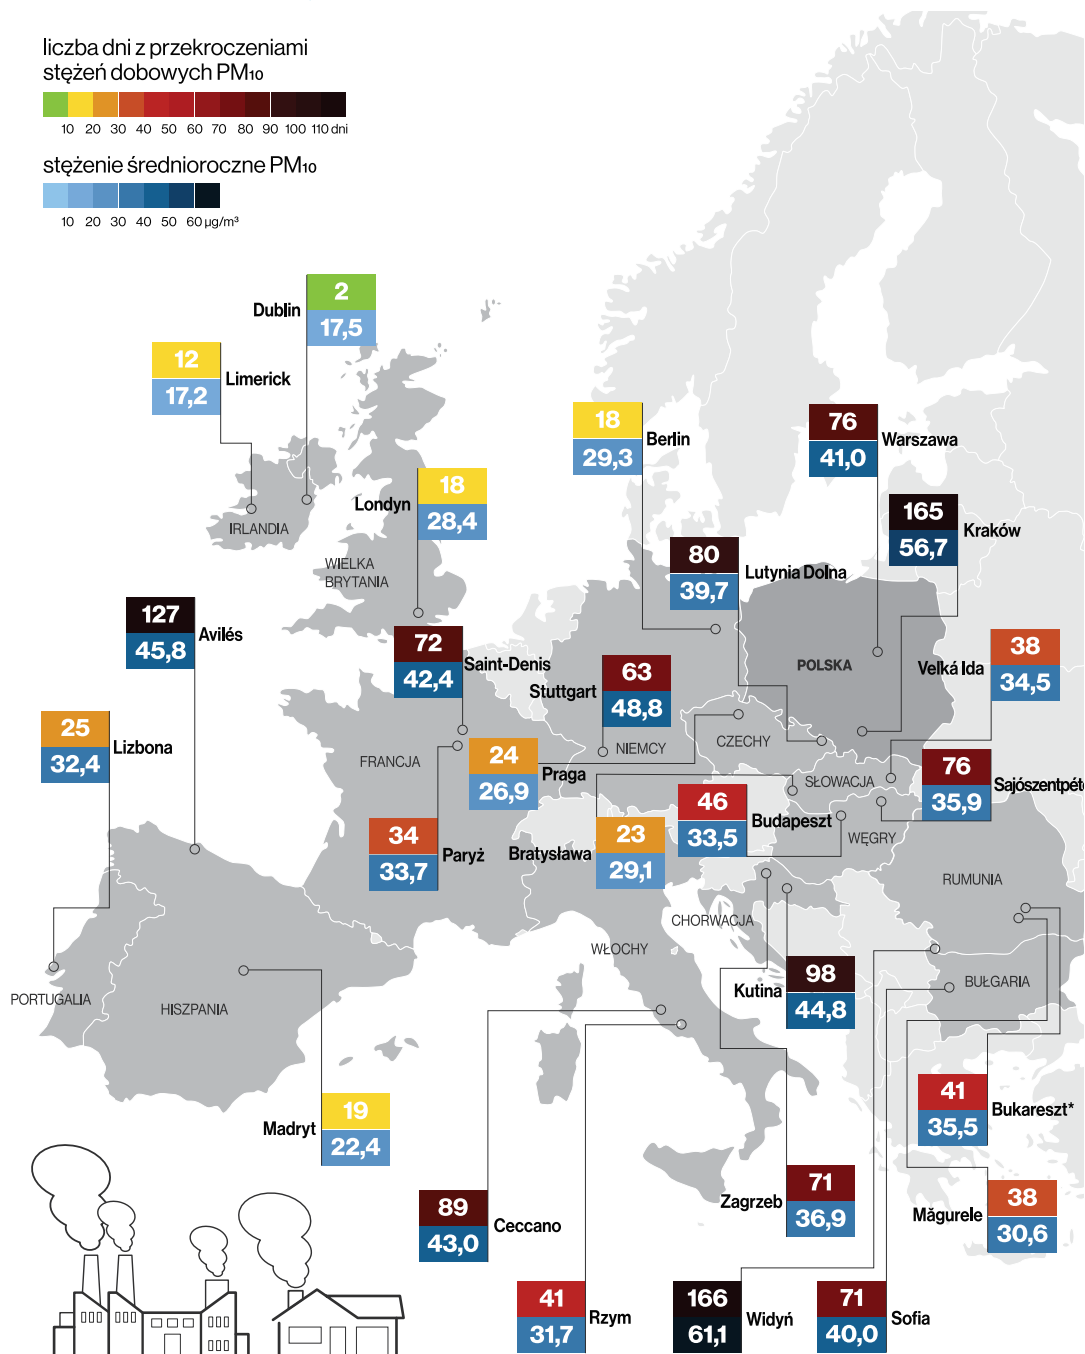 liczba dni z przekroczeniami
stężeń dobowych PM₁₀
10 20 30 40 50 60 70 80 90 100 110 dni
stężenie średnioroczne PM₁₀
10 20 30 40 50 60 µg/m³
Dublin
2
17,5
12
17,2
Limerick
IRLANDIA
Londyn
18
28,4
WIELKA
BRYTANIA
18
29,3
Berlin
76
41,0
Warszawa
165
56,7
Kraków
80
39,7
Lutynia Dolna
127
45,8
Avilés
72
42,4
Saint-Denis
Stuttgart
63
48,8
POLSKA
Velká Ida
38
34,5
25
32,4
Lizbona
FRANCJA
NIEMCY
CZECHY
24
26,9
Praga
SŁOWACJA
76
35,9
Sajószentpéte
46
33,5
Budapeszt
WĘGRY
34
33,7
Paryż
Bratysława
23
29,1
RUMUNIA
CHORWACJA
WŁOCHY
PORTUGALIA
HISZPANIA
Kutina
98
44,8
BUŁGARIA
Madryt
19
22,4
41
35,5
Bukareszt*
89
43,0
Ceccano
Zagrzeb
71
36,9
Măgurele
38
30,6
41
31,7
Rzym
166
61,1
Widyń
71
40,0
Sofia